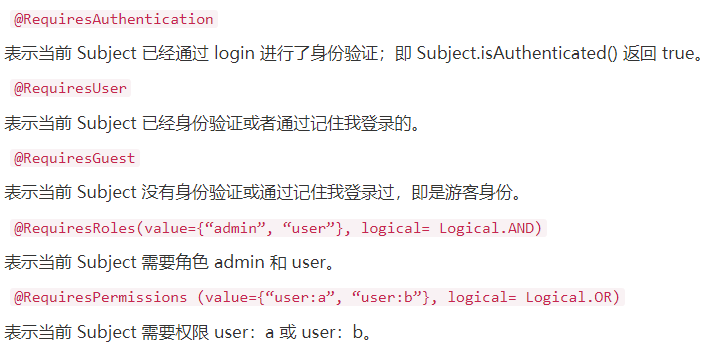 @RequiresAuthentication
表示当前 Subject 已经通过 login 进行了身份验证；即 Subject.isAuthenticated() 返回 true。
@RequiresUser
表示当前 Subject 已经身份验证或者通过记住我登录的。
@RequiresGuest
表示当前 Subject 没有身份验证或通过记住我登录过，即是游客身份。
@RequiresRoles(value={“admin”, “user”}, logical= Logical.AND)
表示当前 Subject 需要角色 admin 和 user。
@RequiresPermissions (value={“user:a”, “user:b”}, logical= Logical.OR)
表示当前 Subject 需要权限 user：a 或 user：b。